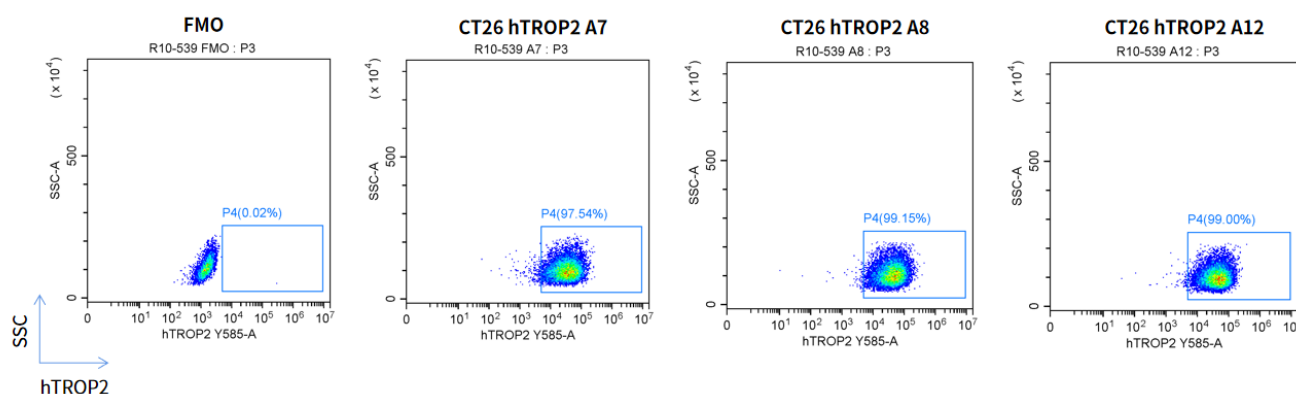 FMO
R10-539 FMO : P3
(x 10⁴)
SSC-A
500
0
P4(0.02%)
0 10¹ 10² 10³ 10⁴ 10⁵ 10⁶ 10⁷
hTROP2 Y585-A
CT26 hTROP2 A7
R10-539 A7 : P3
(x 10⁴)
SSC-A
500
0
P4(97.54%)
0 10¹ 10² 10³ 10⁴ 10⁵ 10⁶ 10⁷
hTROP2 Y585-A
CT26 hTROP2 A8
R10-539 A8 : P3
(x 10⁴)
SSC-A
500
0
P4(99.15%)
0 10¹ 10² 10³ 10⁴ 10⁵ 10⁶ 10⁷
hTROP2 Y585-A
CT26 hTROP2 A12
R10-539 A12 : P3
(x 10⁴)
SSC-A
500
0
P4(99.00%)
0 10¹ 10² 10³ 10⁴ 10⁵ 10⁶
hTROP2 Y585-A
SSC
hTROP2